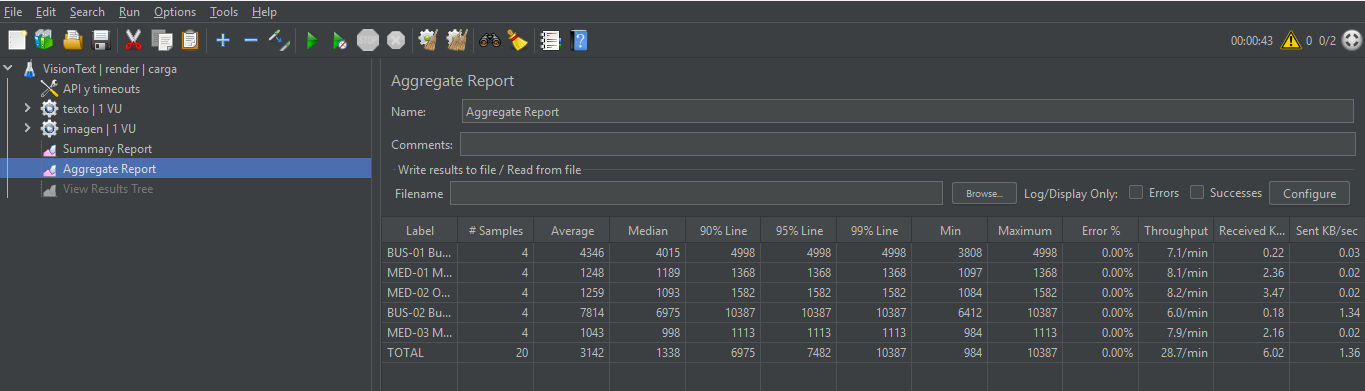 File Edit Search Run Options Tools Help
STOP 00:00:43 0 0/2
VisionText | render | carga
API y timeouts
texto | 1 VU
imagen | 1 VU
Summary Report
Aggregate Report
View Results Tree
Aggregate Report
Name: Aggregate Report
Comments:
Write results to file / Read from file
Filename Browse... Log/Display Only: Errors Successes Configure
Label # Samples Average Median 90% Line 95% Line 99% Line Min Maximum Error % Throughput Received K... Sent KB/sec
BUS-01 Bu... 4 4346 4015 4998 4998 4998 3808 4998 0.00% 7.1/min 0.22 0.03
MED-01 M... 4 1248 1189 1368 1368 1368 1097 1368 0.00% 8.1/min 2.36 0.02
MED-02 O... 4 1259 1093 1582 1582 1582 1084 1582 0.00% 8.2/min 3.47 0.02
BUS-02 Bu... 4 7814 6975 10387 10387 10387 6412 10387 0.00% 6.0/min 0.18 1.34
MED-03 M... 4 1043 998 1113 1113 1113 984 1113 0.00% 7.9/min 2.16 0.02
TOTAL 20 3142 1338 6975 7482 10387 984 10387 0.00% 28.7/min 6.02 1.36